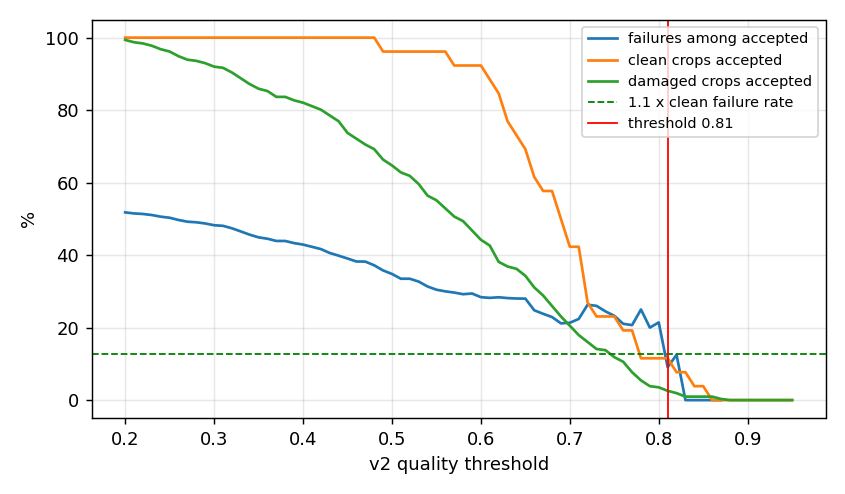 failures among accepted
clean crops accepted
damaged crops accepted
1.1 x clean failure rate
threshold 0.81
100
80
60
40
20
0
%
0.2 0.3 0.4 0.5 0.6 0.7 0.8 0.9
v2 quality threshold